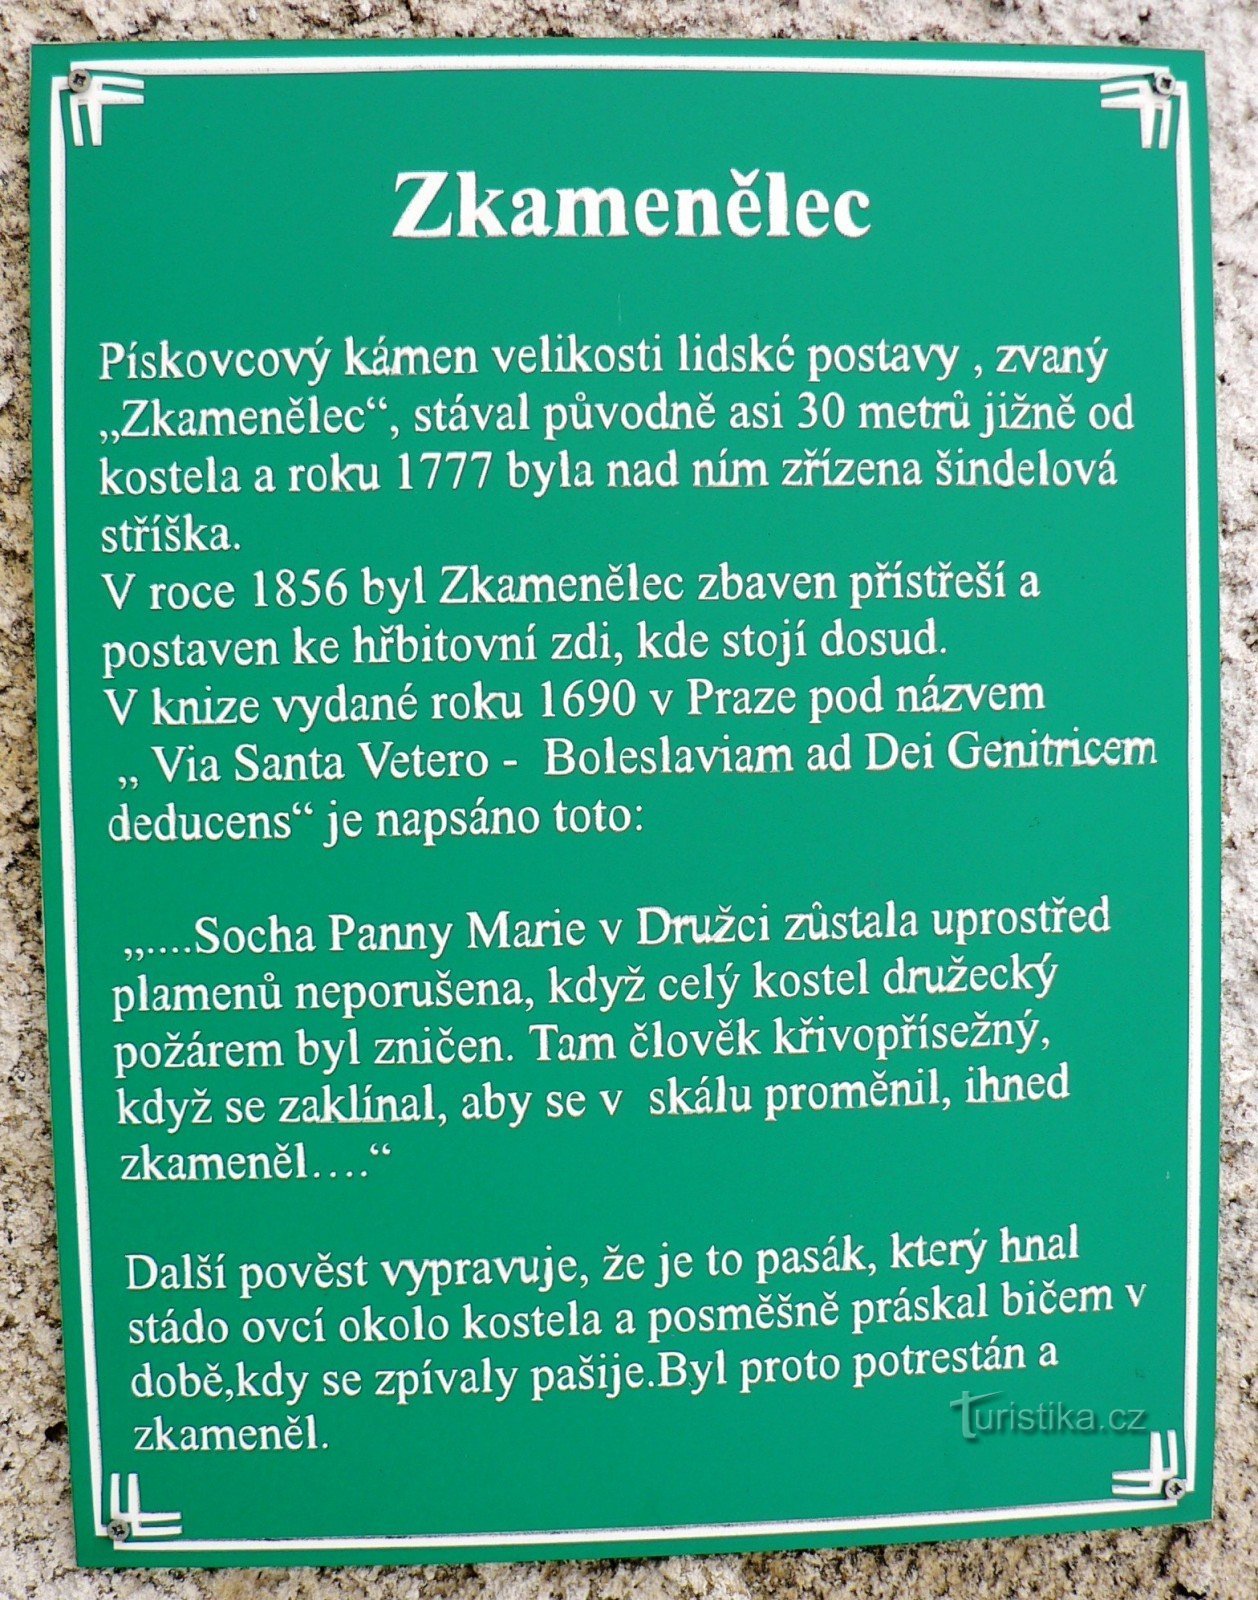 Zkamenělec
Pískovcový kámen velikosti lidské postavy , zvaný
„Zkamenělec“, stával původně asi 30 metrů jižně od
kostela a roku 1777 byla nad ním zřízena šindelová
stříška.
V roce 1856 byl Zkamenělec zbaven přístřeší a
postaven ke hřbitovní zdi, kde stojí dosud.
V knize vydané roku 1690 v Praze pod názvem
„ Via Santa Vetero - Boleslaviam ad Dei Genitricem
deducens“ je napsáno toto:
„....Socha Panny Marie v Družci zůstala uprostřed
plamenů neporušena, když celý kostel družecký
požárem byl zničen. Tam člověk křivopřísežný,
když se zaklínal, aby se v skálu proměnil, ihned
zkameněl....“
Další pověst vypravuje, že je to pasák, který hnal
stádo ovcí okolo kostela a posměšně práskal bičem v
době,kdy se zpívaly pašije.Byl proto potrestán a
zkameněl.
Turistika.cz